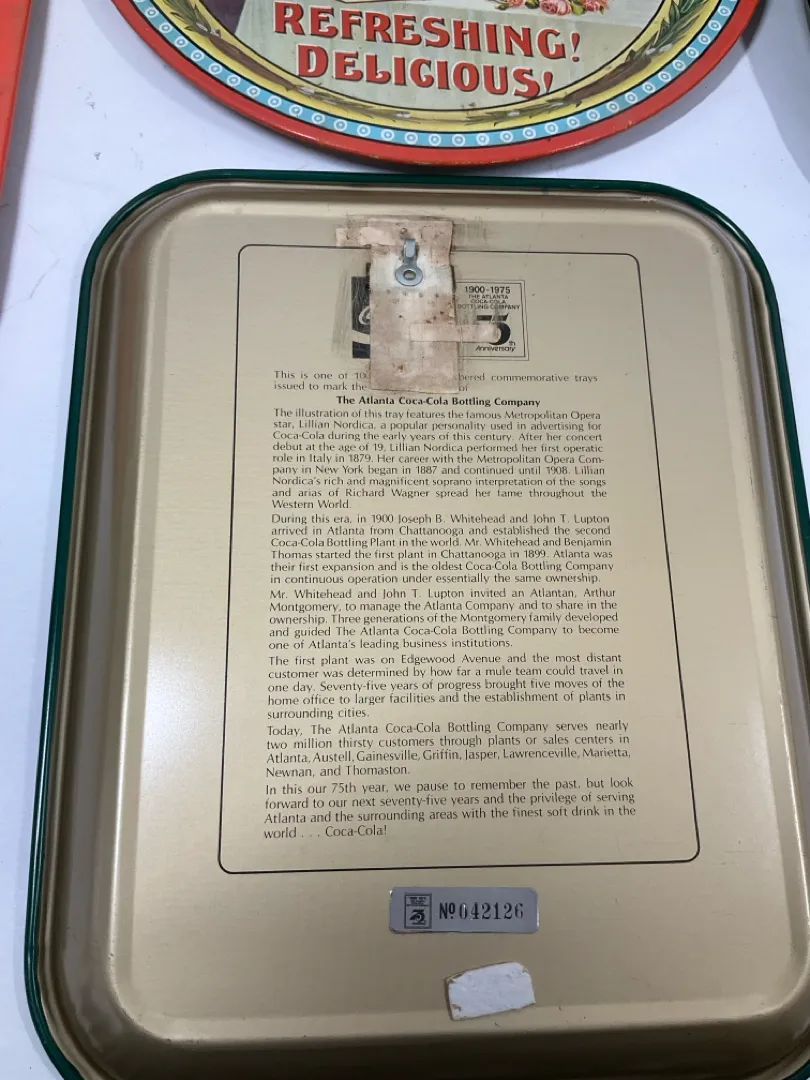 REFRESHING!
DELICIOUS!
1900-1975
THE ATLANTA
COCA-COLA
BOTTLING COMPANY
75th
Anniversary
This is one of commemorative trays
issued to mark the of
The Atlanta Coca-Cola Bottling Company
The illustration of this tray features the famous Metropolitan Opera
star, Lillian Nordica, a popular personality used in advertising for
Coca-Cola during the early years of this century. After her concert
debut at the age of 19, Lillian Nordica performed her first operatic
role in Italy in 1879. Her career with the Metropolitan Opera Com-
pany in New York began in 1887 and continued until 1908. Lillian
Nordica's rich and magnificent soprano interpretation of the songs
and arias of Richard Wagner spread her fame throughout the
Western World.
During this era, in 1900 Joseph B. Whitehead and John T. Lupton
arrived in Atlanta from Chattanooga and established the second
Coca-Cola Bottling Plant in the world. Mr. Whitehead and Benjamin
Thomas started the first plant in Chattanooga in 1899. Atlanta was
their first expansion and is the oldest Coca-Cola Bottling Company
in continuous operation under essentially the same ownership.
Mr. Whitehead and John T. Lupton invited an Atlantan, Arthur
Montgomery, to manage the Atlanta Company and to share in the
ownership. Three generations of the Montgomery family developed
and guided The Atlanta Coca-Cola Bottling Company to become
one of Atlanta's leading business institutions.
The first plant was on Edgewood Avenue and the most distant
customer was determined by how far a mule team could travel in
one day. Seventy-five years of progress brought five moves of the
home office to larger facilities and the establishment of plants in
surrounding cities.
Today, The Atlanta Coca-Cola Bottling Company serves nearly
two million thirsty customers through plants or sales centers in
Atlanta, Austell, Gainesville, Griffin, Jasper, Lawrenceville, Marietta,
Newnan, and Thomaston.
In this our 75th year, we pause to remember the past, but look
forward to our next seventy-five years and the privilege of serving
Atlanta and the surrounding areas with the finest soft drink in the
world . . . Coca-Cola!
Nº 042126